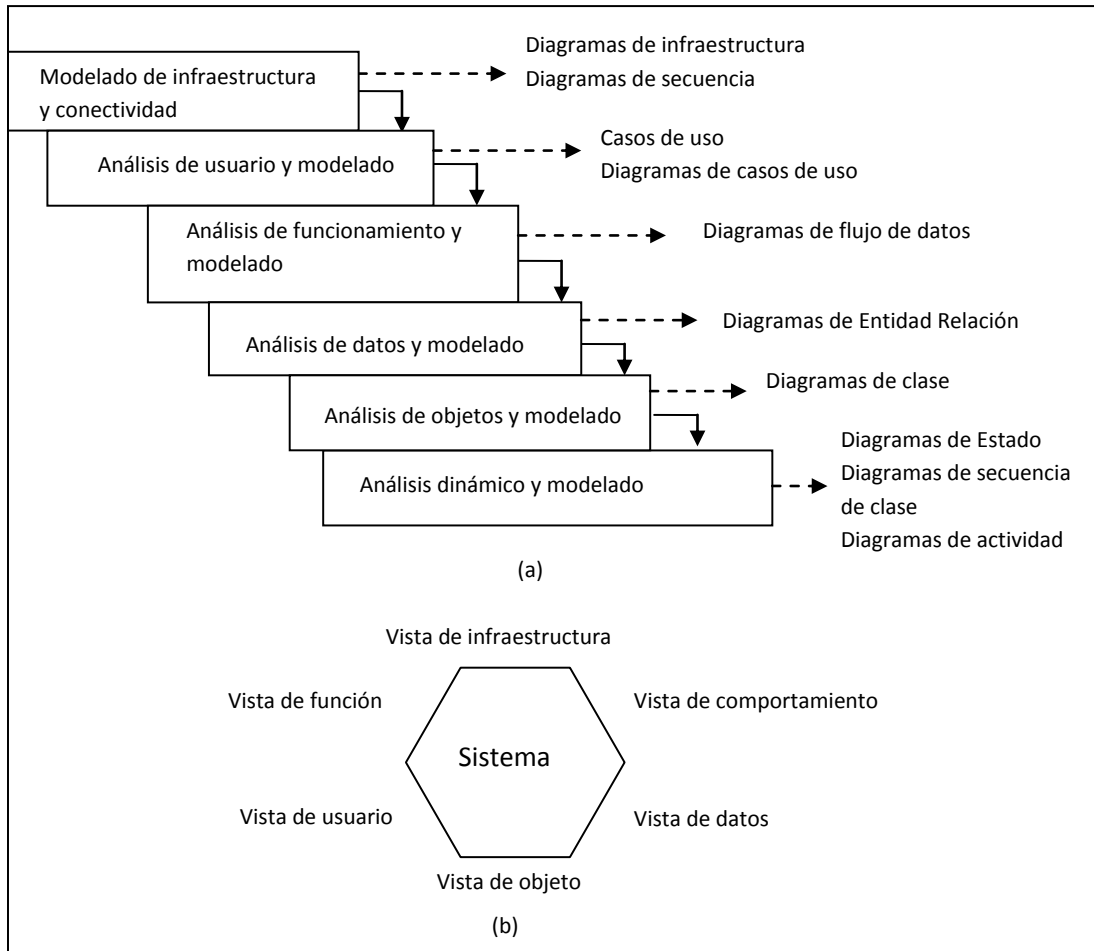 Modelado de infraestructura
y conectividad
Diagramas de infraestructura
Diagramas de secuencia
Análisis de usuario y modelado
Casos de uso
Diagramas de casos de uso
Análisis de funcionamiento y
modelado
Diagramas de flujo de datos
Análisis de datos y modelado
Diagramas de Entidad Relación
Análisis de objetos y modelado
Diagramas de clase
Análisis dinámico y modelado
Diagramas de Estado
Diagramas de secuencia
de clase
Diagramas de actividad
(a)
Vista de infraestructura
Vista de función
Vista de comportamiento
Sistema
Vista de usuario
Vista de datos
Vista de objeto
(b)